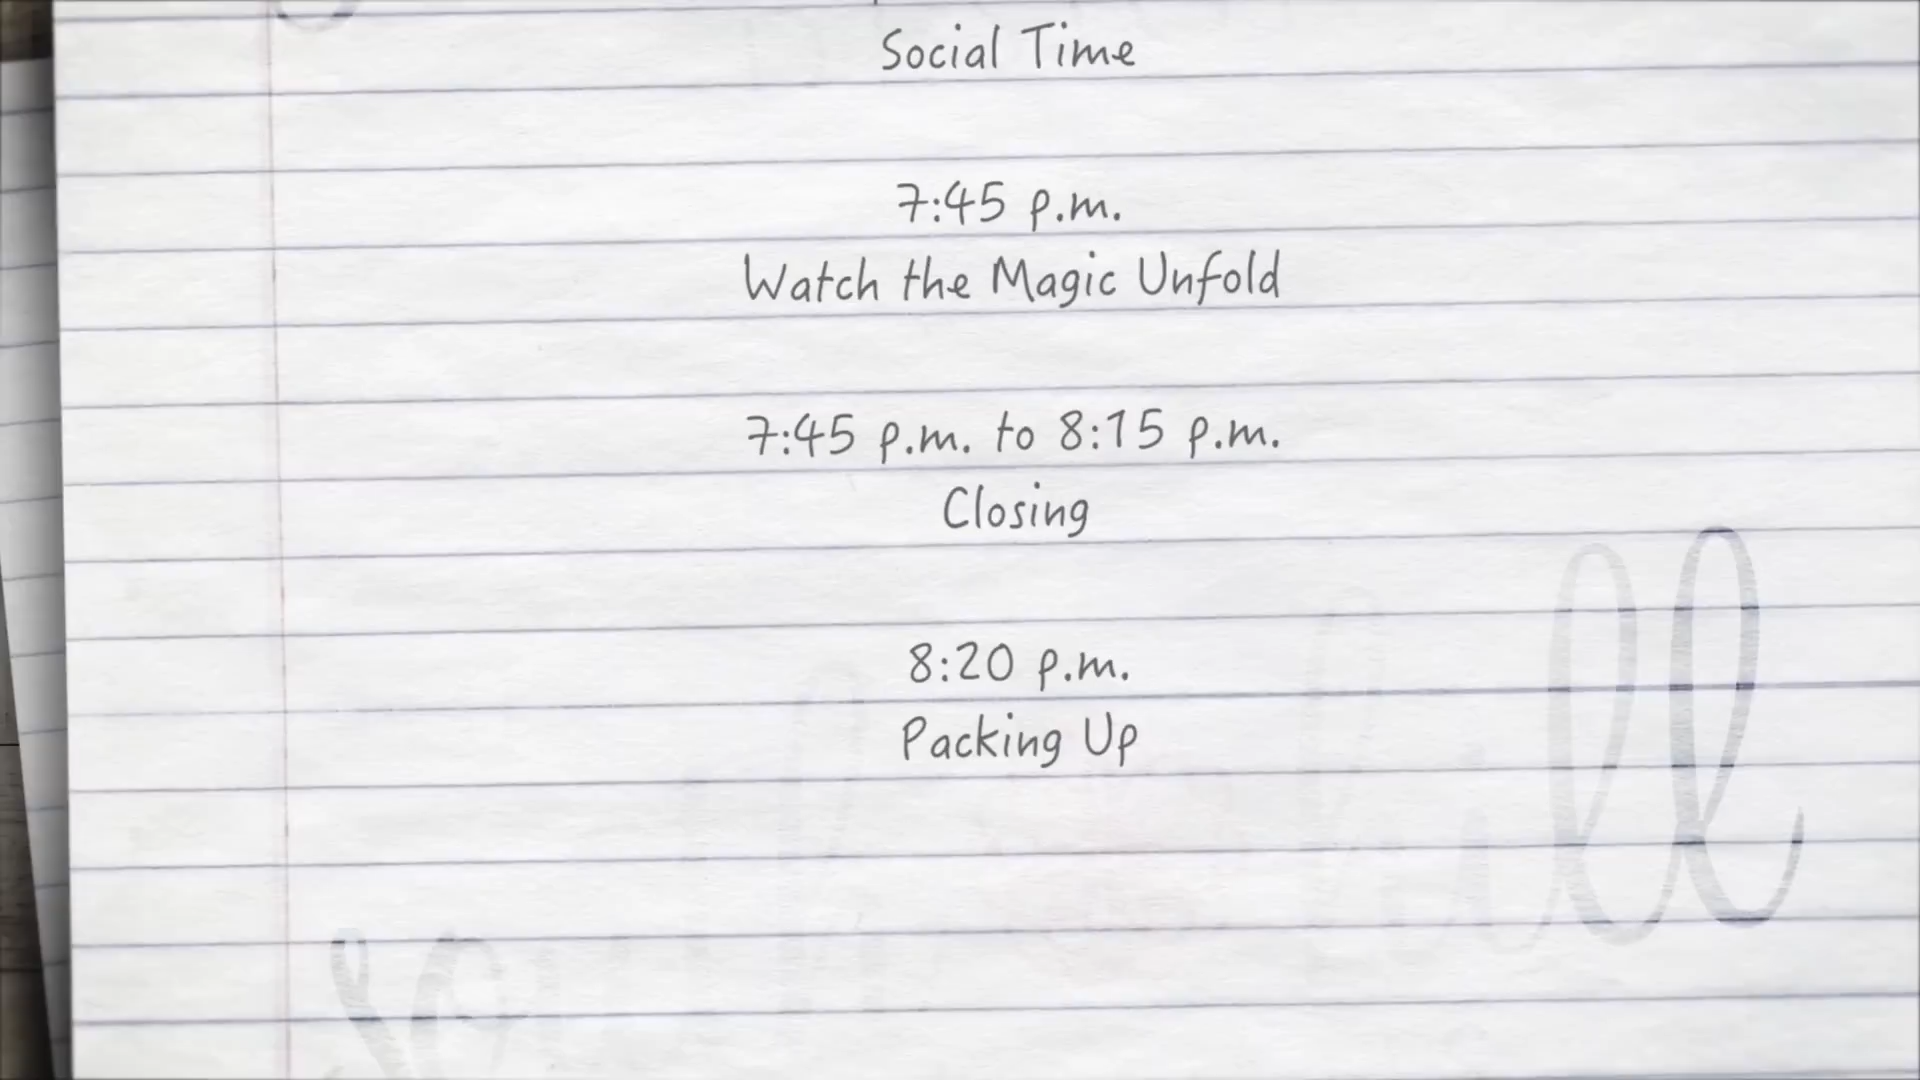 Social Time
7:45 p.m.
Watch the Magic Unfold
7:45 p.m. to 8:15 p.m.
Closing
8:20 p.m.
Packing Up